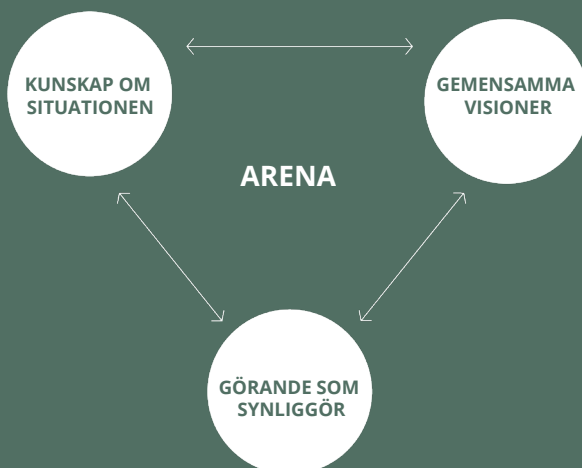 KUNSKAP OM
SITUATIONEN
GEMENSAMMA
VISIONER
ARENA
GÖRANDE SOM
SYNLIGGÖR